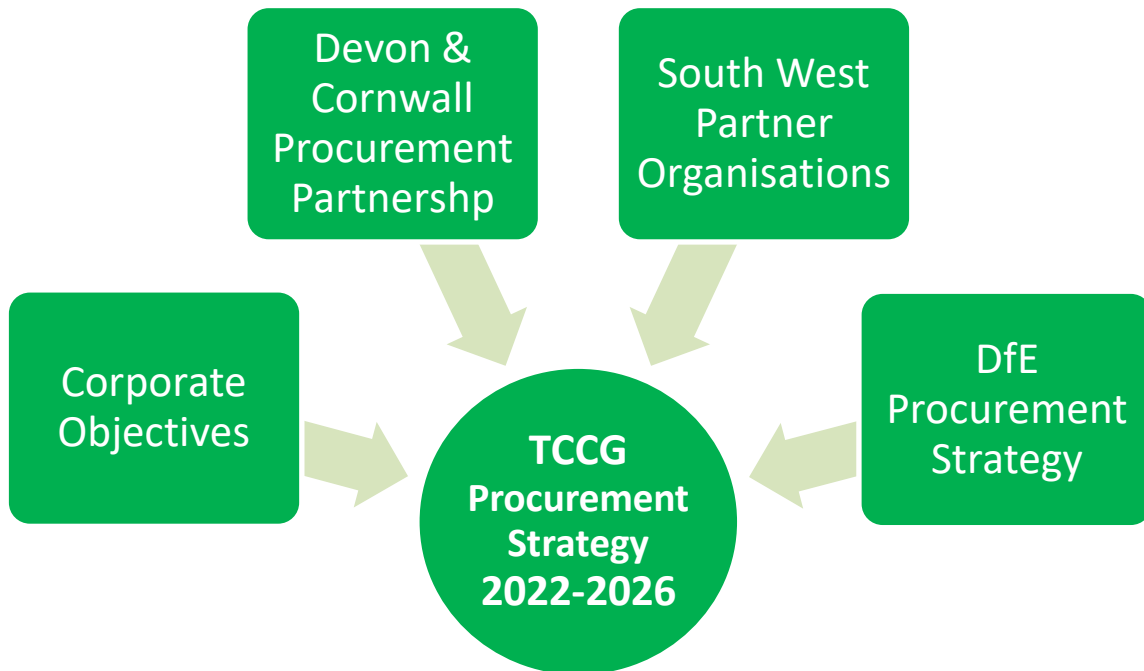 Devon &
Cornwall
Procurement
Partnershp
South West
Partner
Organisations
Corporate
Objectives
DfE
Procurement
Strategy
TCCG
Procurement
Strategy
2022-2026